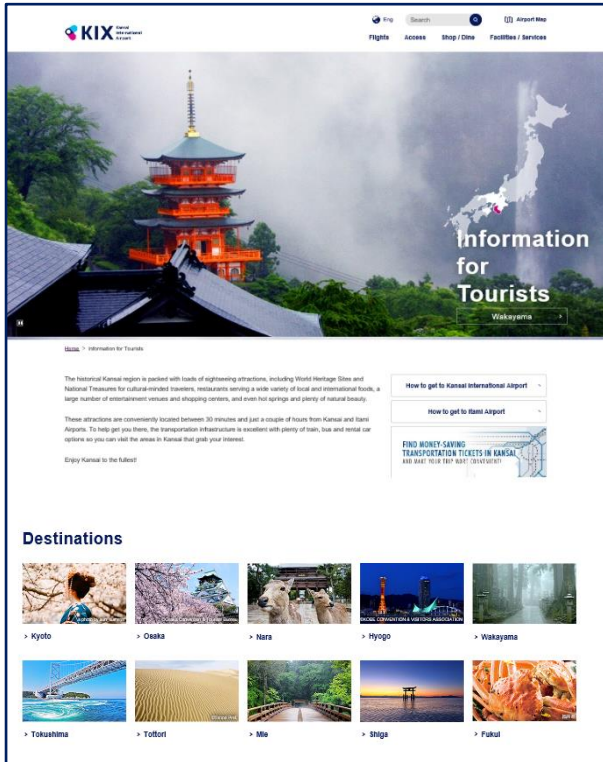 KIX Kansai International Airport
Eng Search Airport Map
Flights Access Shop / Dine Facilities / Services
Information
for
Tourists
Wakayama
Home > Information for Tourists
The historical Kansai region is packed with loads of sightseeing attractions, including World Heritage Sites and
National Treasures for cultural-minded travelers, restaurants serving a wide variety of local and international foods, a
large number of entertainment venues and shopping centers, and even hot springs and plenty of natural beauty.
These attractions are conveniently located between 30 minutes and just a couple of hours from Kansai and Itami
Airports. To help get you there, the transportation infrastructure is excellent with plenty of train, bus and rental car
options so you can visit the areas in Kansai that grab your interest.
Enjoy Kansai to the fullest!
How to get to Kansai International Airport
How to get to Itami Airport
FIND MONEY-SAVING
TRANSPORTATION TICKETS IN KANSAI
AND MAKE YOUR TRIP MORE CONVENIENT!
Destinations
> Kyoto
> Osaka
> Nara
KOBE CONVENTION & VISITORS ASSOCIATION
> Hyogo
> Wakayama
> Tokushima
> Tottori
> Mie
> Shiga
> Fukui